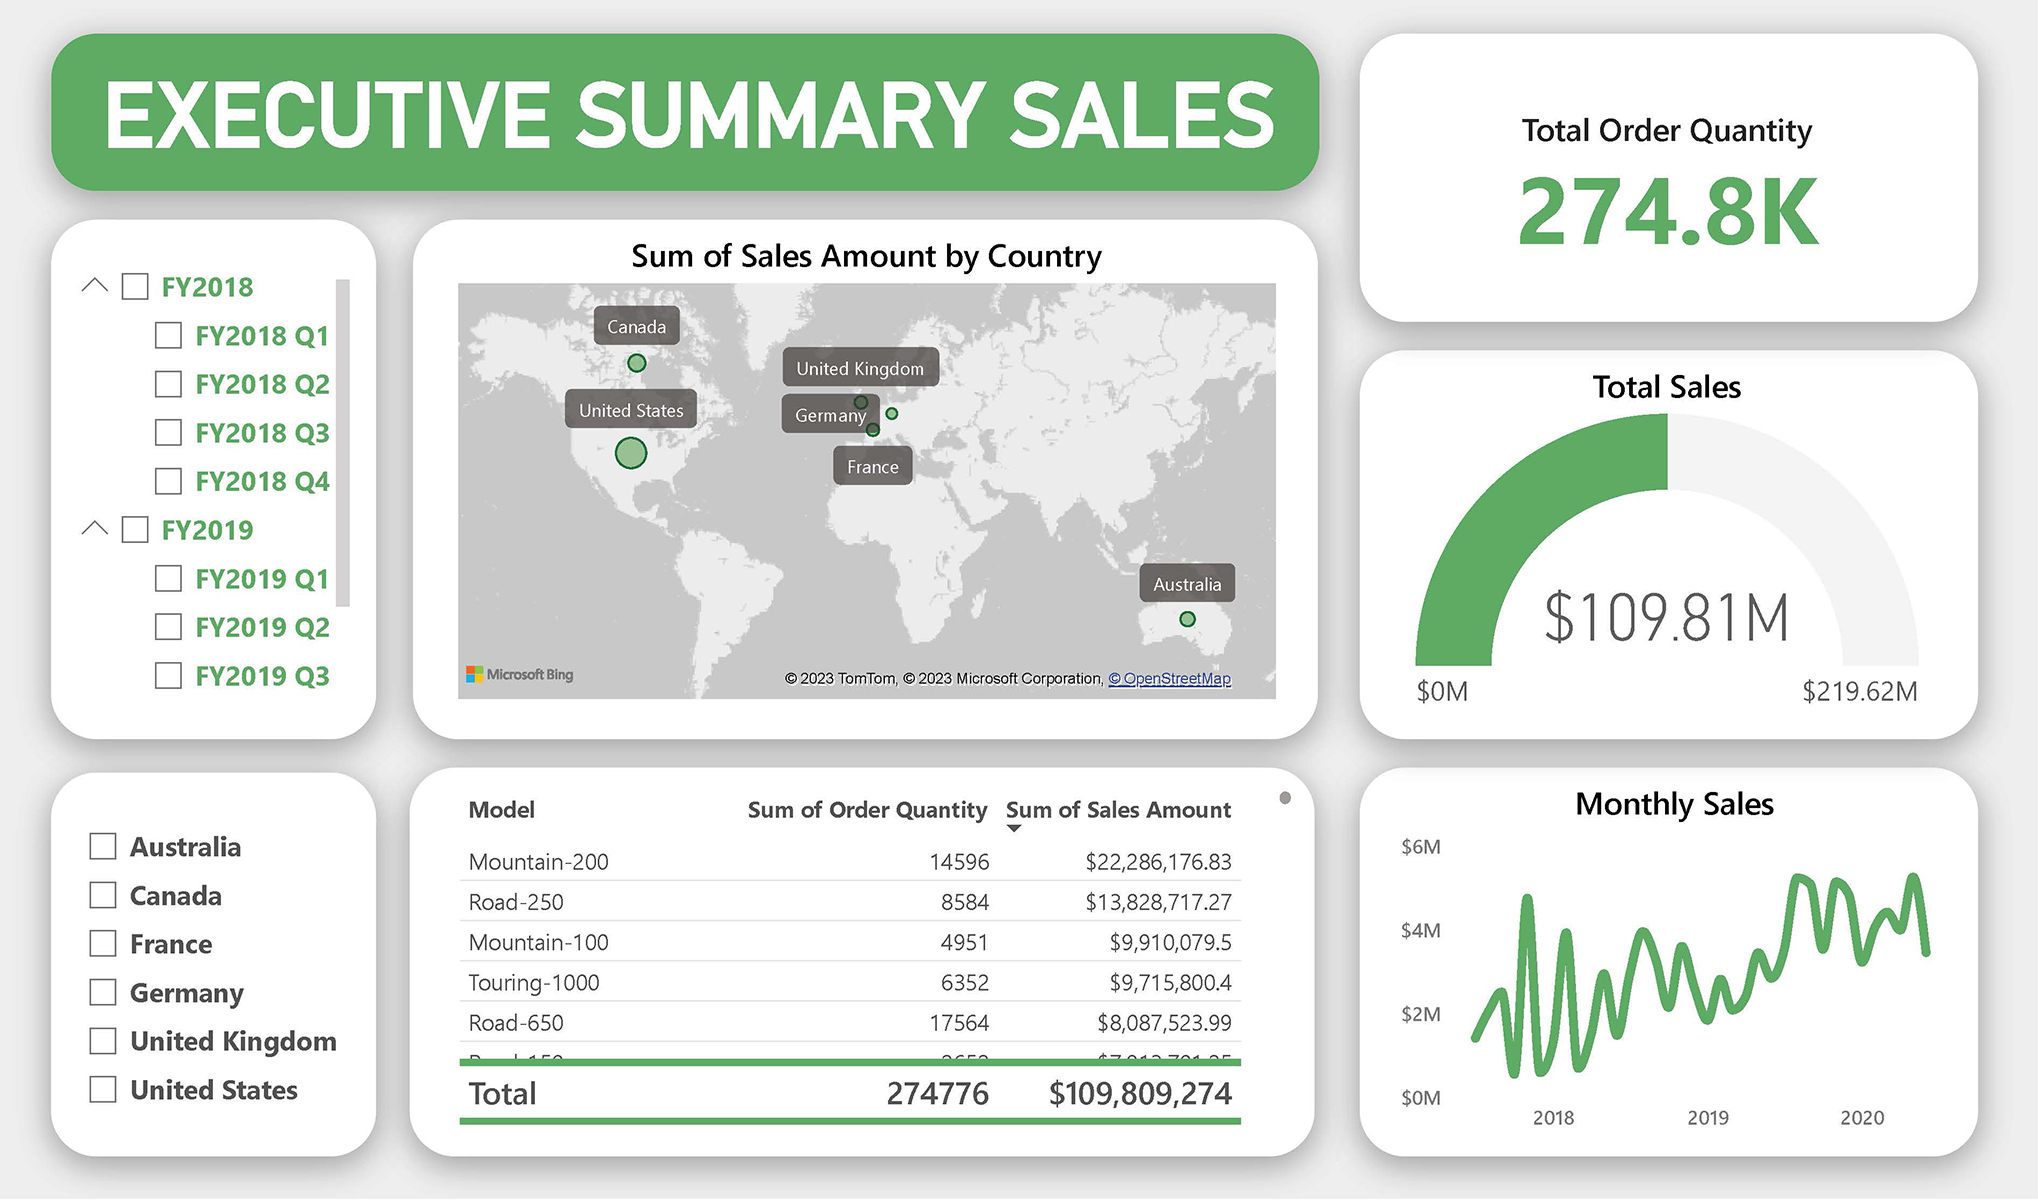 EXECUTIVE SUMMARY SALES
Total Order Quantity
274.8K
FY2018
FY2018 Q1
FY2018 Q2
FY2018 Q3
FY2018 Q4
FY2019
FY2019 Q1
FY2019 Q2
FY2019 Q3
Sum of Sales Amount by Country
Canada
United States
United Kingdom
Germany
France
Australia
Microsoft Bing
© 2023 TomTom, © 2023 Microsoft Corporation, © OpenStreetMap
Total Sales
$109.81M
$0M $219.62M
Australia
Canada
France
Germany
United Kingdom
United States
Model Sum of Order Quantity Sum of Sales Amount
Mountain-200 14596 $22,286,176.83
Road-250 8584 $13,828,717.27
Mountain-100 4951 $9,910,079.5
Touring-1000 6352 $9,715,800.4
Road-650 17564 $8,087,523.99
Total 274776 $109,809,274
Monthly Sales
$6M
$4M
$2M
$0M
2018 2019 2020